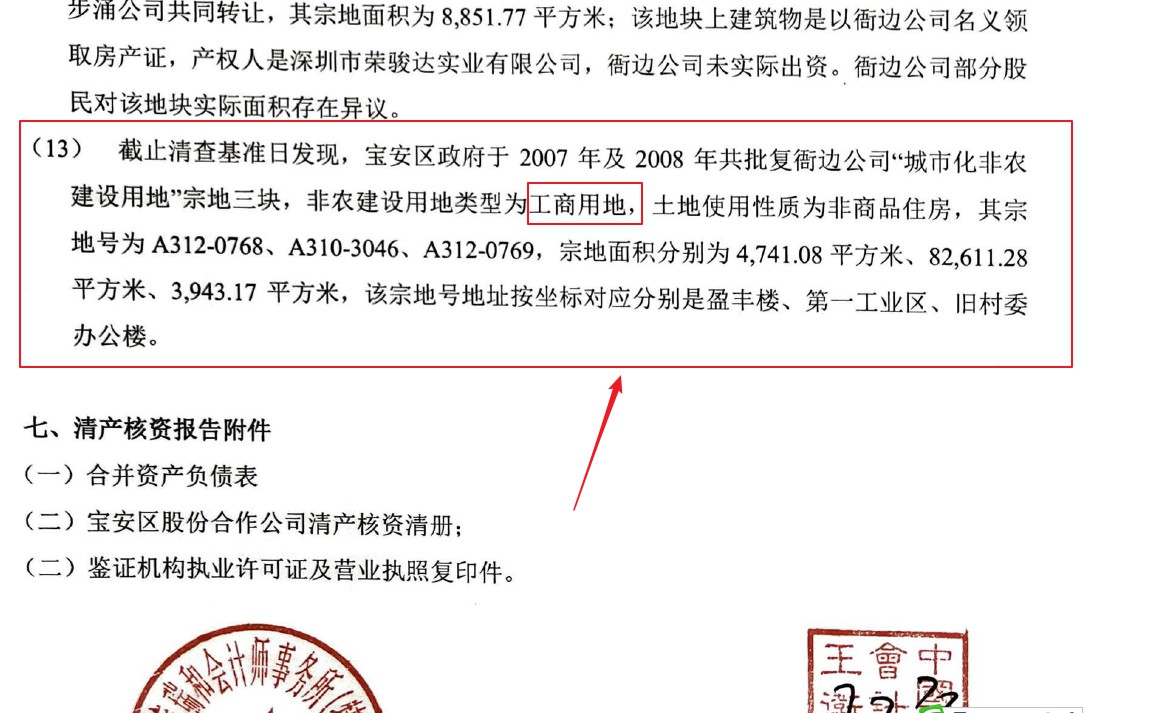 步涌公司共同转让，其宗地面积为 8,851.77 平方米；该地块上建筑物是以衙边公司名义领
取房产证，产权人是深圳市荣骏达实业有限公司，衙边公司未实际出资。衙边公司部分股
民对该地块实际面积存在异议。
（13） 截止清查基准日发现，宝安区政府于 2007 年及 2008 年共批复衙边公司“城市化非农
建设用地”宗地三块，非农建设用地类型为工商用地，土地使用性质为非商品住房，其宗
地号为 A312-0768、A310-3046、A312-0769，宗地面积分别为 4,741.08 平方米、82,611.28
平方米、3,943.17 平方米，该宗地号地址按坐标对应分别是盈丰楼、第一工业区、旧村委
办公楼。
七、清产核资报告附件
（一）合并资产负债表
（二）宝安区股份合作公司清产核资清册；
（二）鉴证机构执业许可证及营业执照复印件。
瑞和会计师事务所
中
會
王